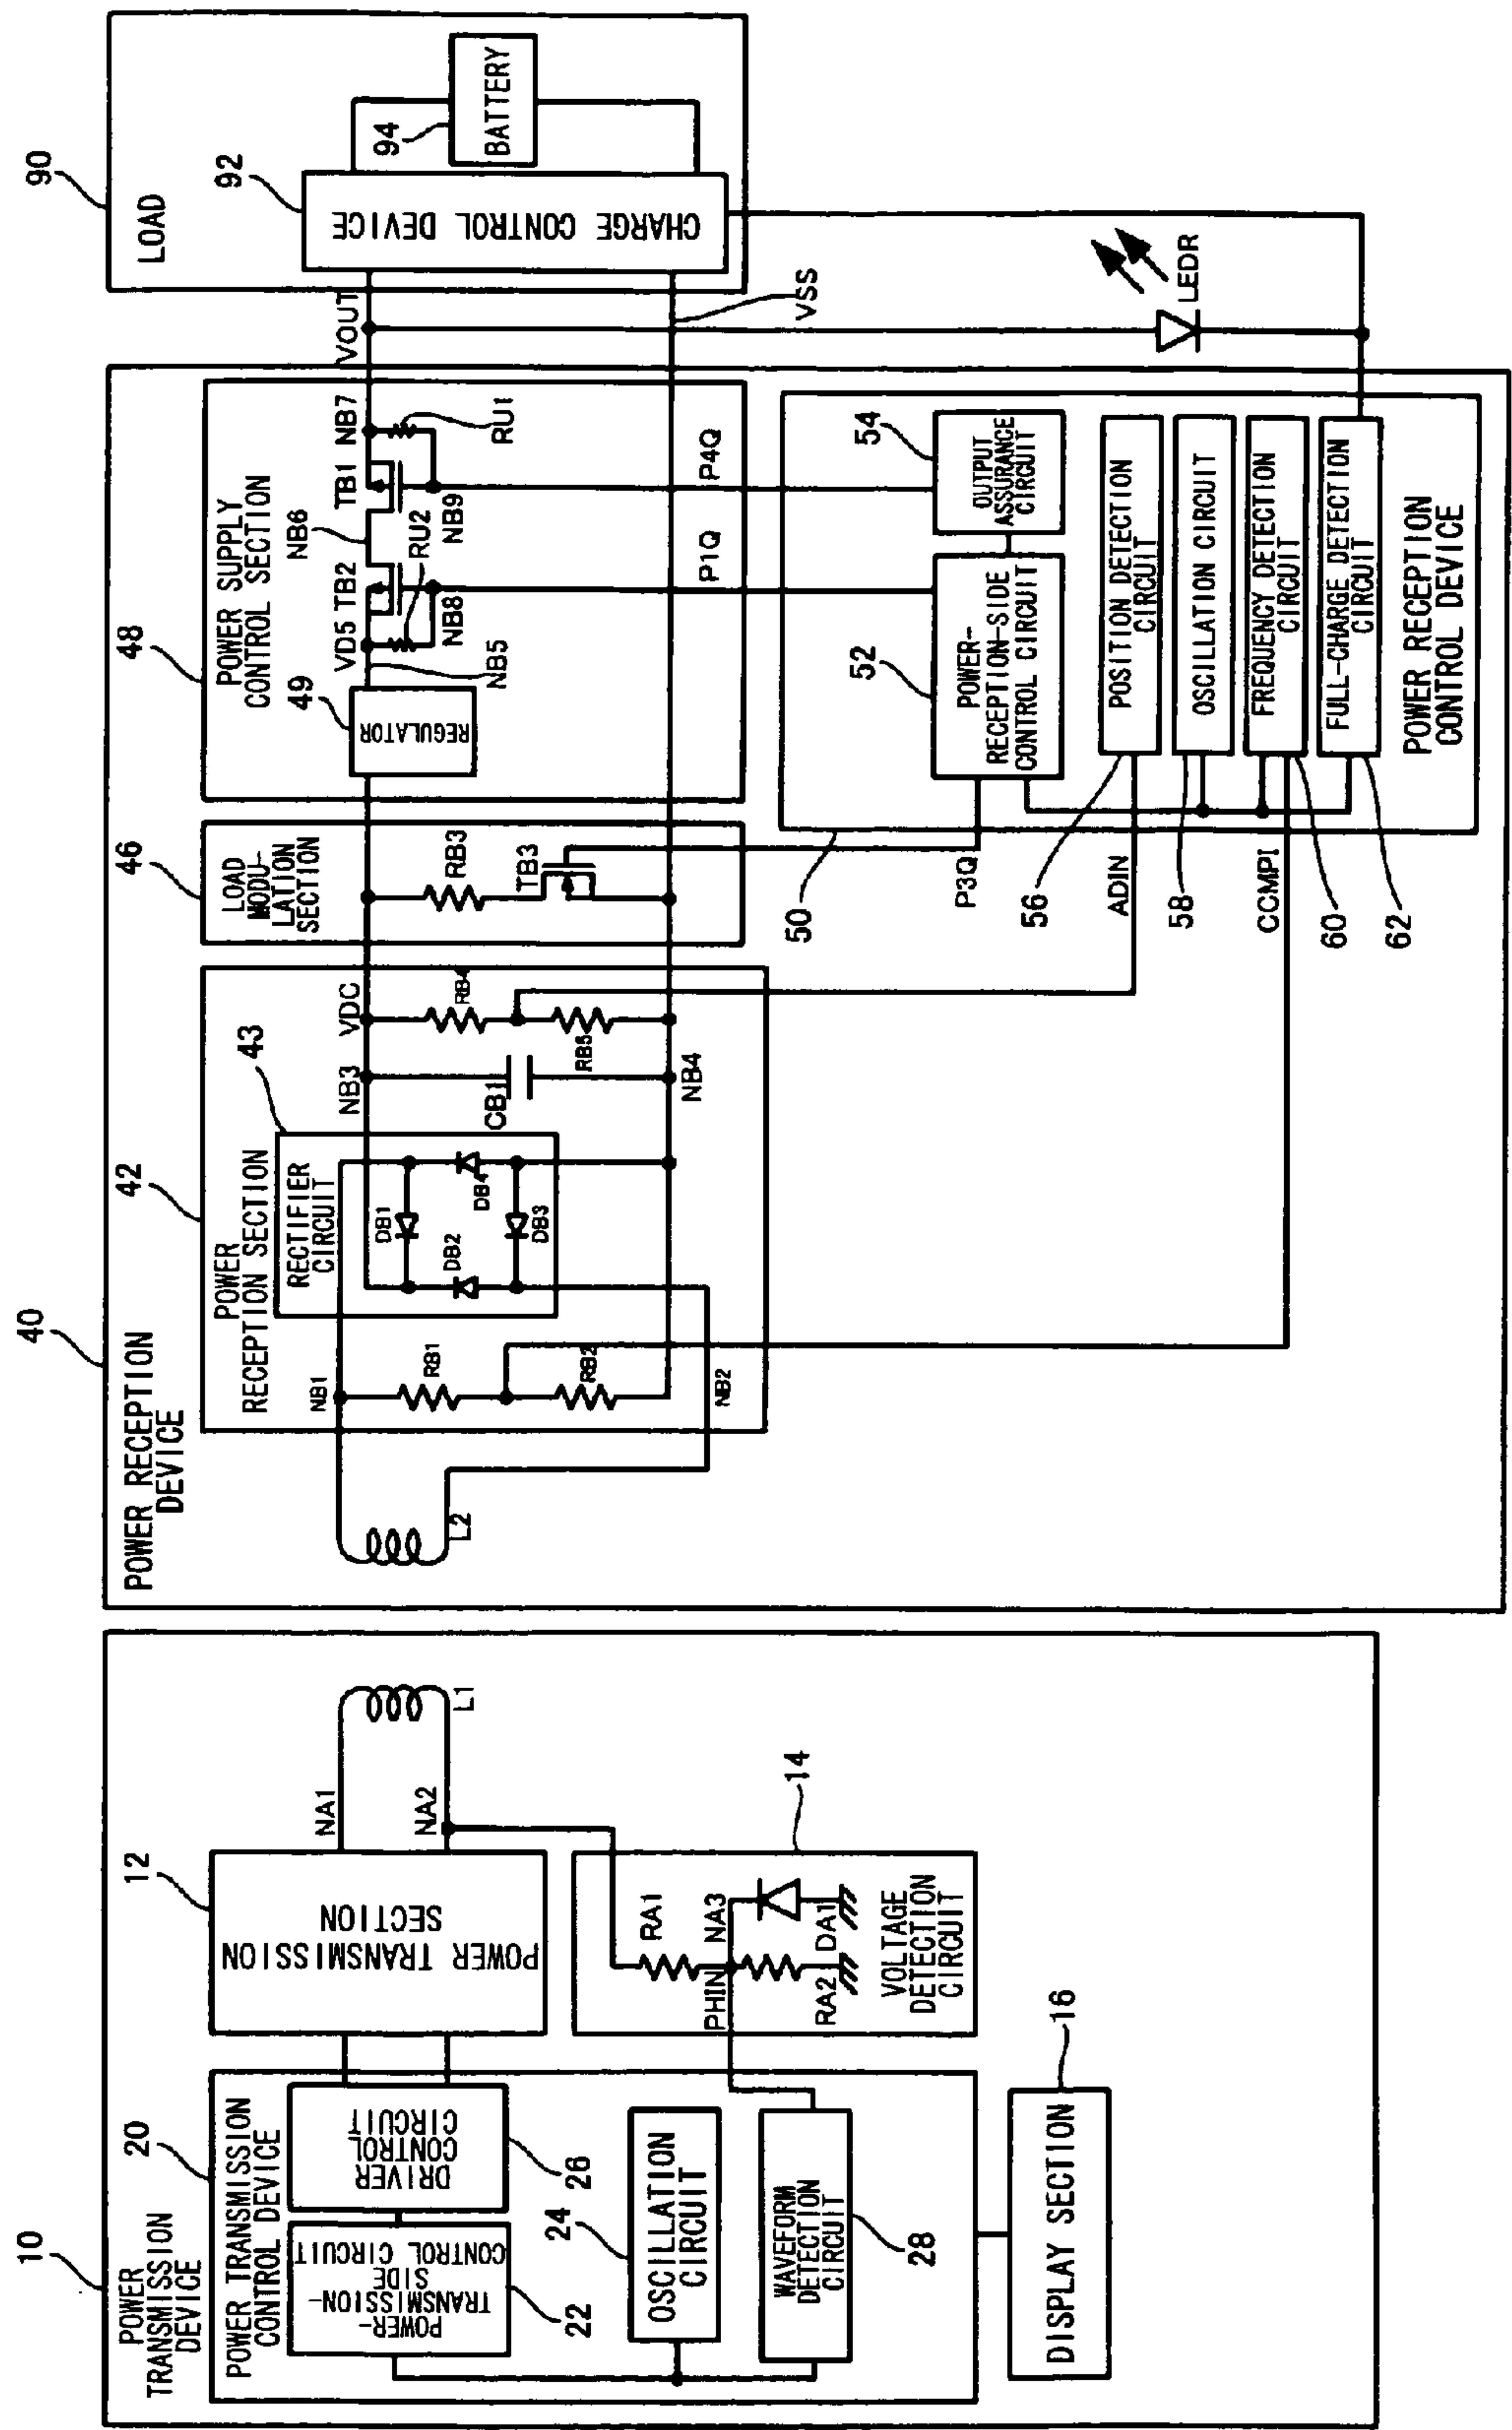 10
POWER
TRANSMISSION
DEVICE
20
POWER TRANSMISSION
CONTROL DEVICE
POWER-
TRANSMISSION-
SIDE
CONTROL CIRCUIT
22
DRIVER
CONTROL
CIRCUIT
26
24
OSCILLATION
CIRCUIT
WAVEFORM
DETECTION
CIRCUIT
28
DISPLAY SECTION
16
12
POWER TRANSMISSION
SECTION
NA1
NA2
L1
14
RA1
PHIN
NA3
RA2
DA1
VOLTAGE
DETECTION
CIRCUIT
40
POWER RECEPTION
DEVICE
L2
42
POWER
RECEPTION SECTION
NB1
RB1
RB2
NB2
43
RECTIFIER
CIRCUIT
DB1
DB2
DB4
DB3
NB3
VDC
CB1
RB4
RB5
NB4
46
LOAD
MODU-
LATION
SECTION
RB3
TB3
48
POWER SUPPLY
CONTROL SECTION
49
REGULATOR
VD5
TB2
NB6
TB1
NB7
NB5
NB8
RU2
NB9
RU1
VOUT
P1Q
P4Q
VSS
90
LOAD
92
CHARGE CONTROL DEVICE
94
BATTERY
LEDR
50
P3Q
52
POWER-
RECEPTION-SIDE
CONTROL CIRCUIT
54
OUTPUT
ASSURANCE
CIRCUIT
56
ADIN
POSITION DETECTION
CIRCUIT
58
OSCILLATION CIRCUIT
CCMPI
60
FREQUENCY DETECTION
CIRCUIT
62
FULL-CHARGE DETECTION
CIRCUIT
POWER RECEPTION
CONTROL DEVICE